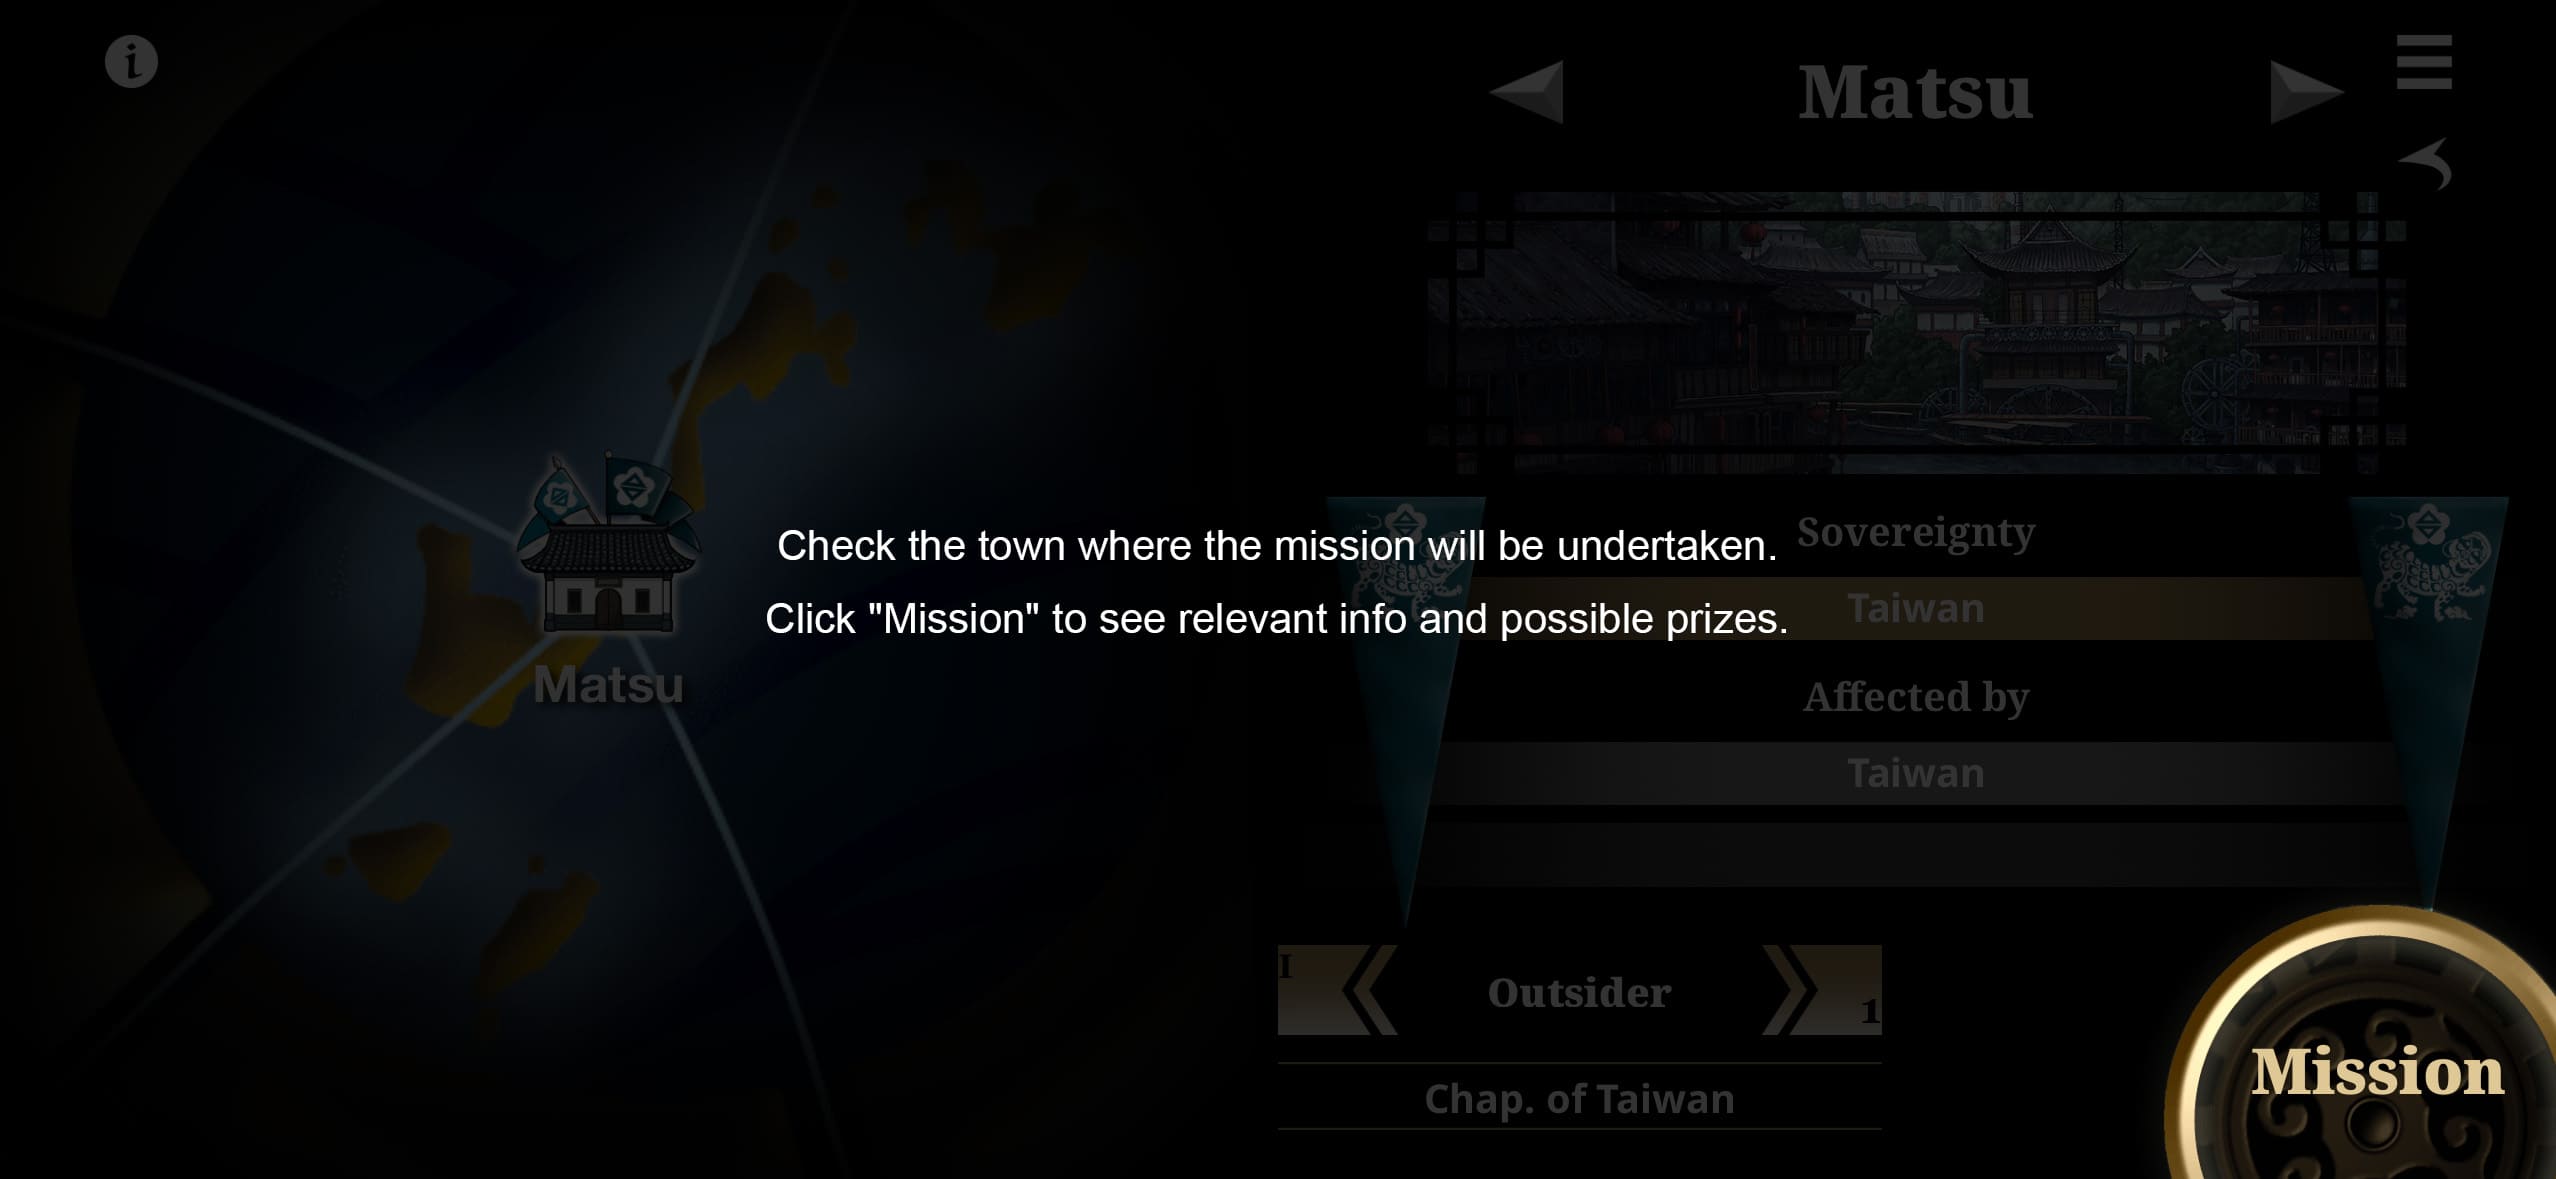 Matsu
Check the town where the mission will be undertaken.
Click "Mission" to see relevant info and possible prizes.
Matsu
Sovereignty
Taiwan
Affected by
Taiwan
I
Outsider
1
Chap. of Taiwan
Mission